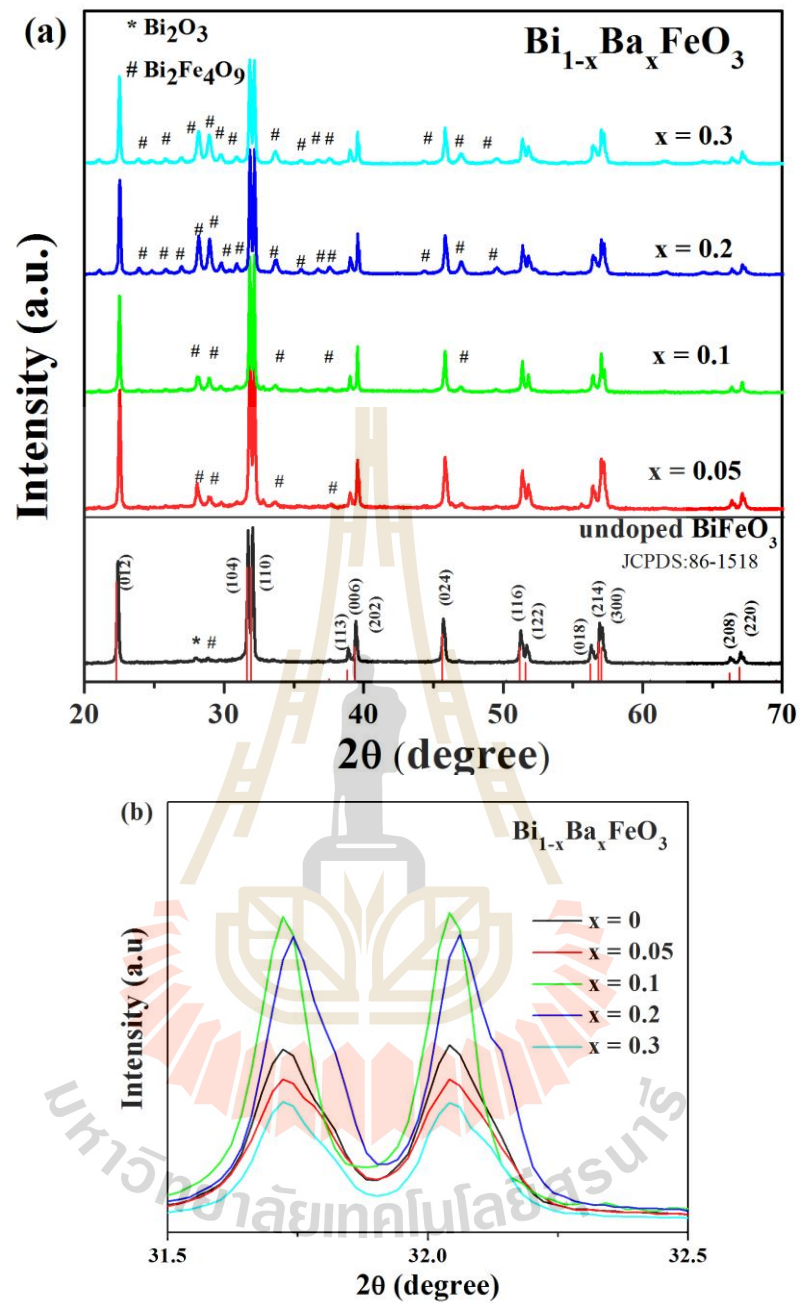 (a)
* Bi2O3
# Bi2Fe4O9
Bi1-xBaxFeO3
# # # # # # # # # # # # #
x = 0.3
# # # # # # # # # # # # # #
x = 0.2
# # # # #
x = 0.1
# # # #
x = 0.05
undoped BiFeO3
JCPDS:86-1518
(012)
* #
(104)
(110)
(113)
(006)
(202)
(024)
(116)
(122)
(018)
(214)
(300)
(208)
(220)
Intensity (a.u.)
20 30 40 50 60 70
2θ (degree)
(b)
Bi1-xBaxFeO3
x = 0
x = 0.05
x = 0.1
x = 0.2
x = 0.3
Intensity (a.u)
31.5 32.0 32.5
2θ (degree)
มหาวิทยาลัยเทคโนโลยีสุรนารี